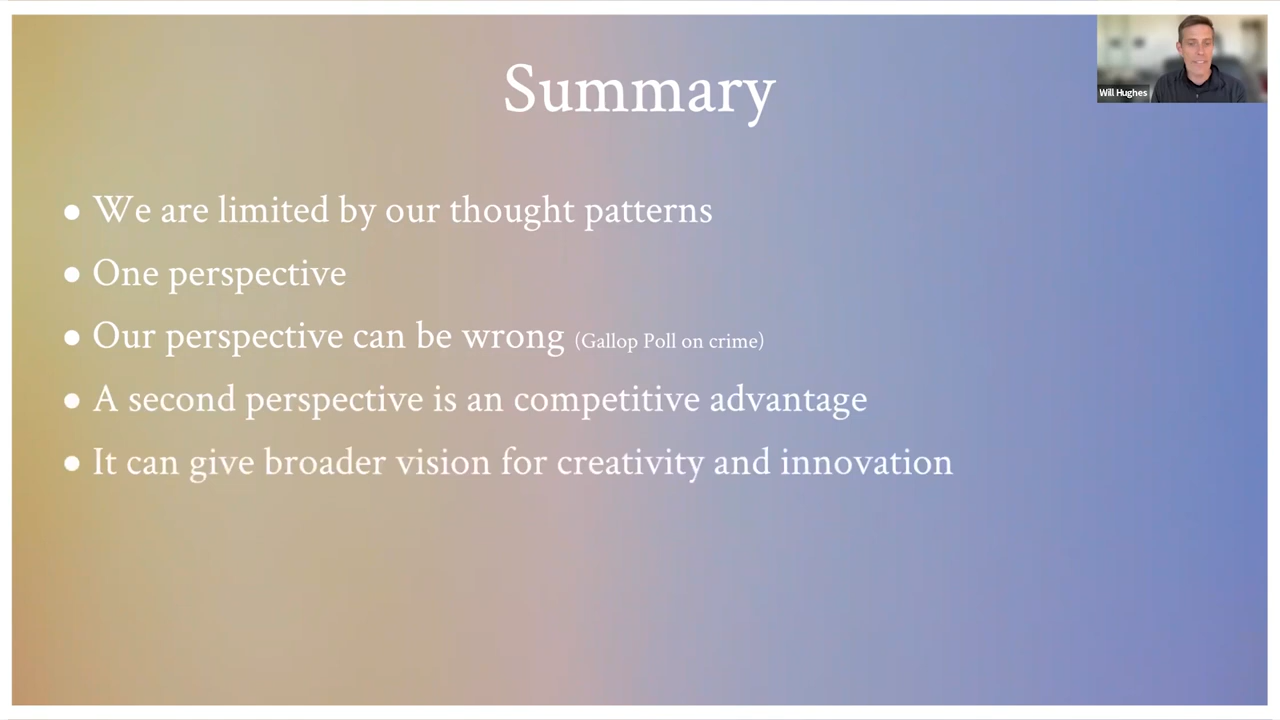 Summary
Will Hughes
● We are limited by our thought patterns
● One perspective
● Our perspective can be wrong (Gallop Poll on crime)
● A second perspective is an competitive advantage
● It can give broader vision for creativity and innovation